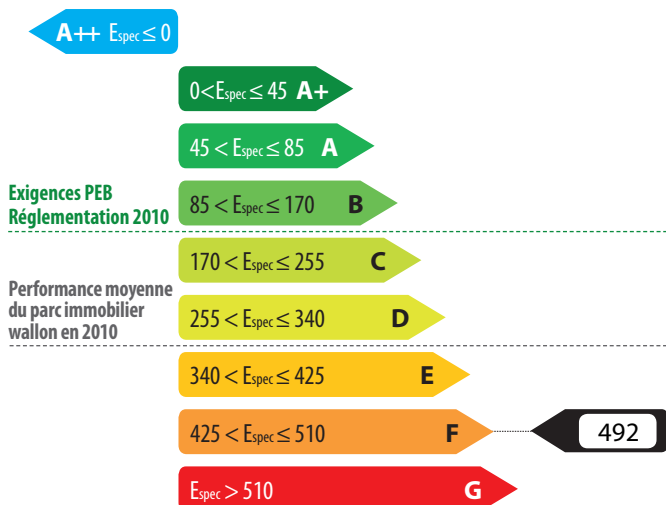 A++ Espec ≤ 0
0<Espec ≤ 45 A+
45 < Espec ≤ 85 A
Exigences PEB
Réglementation 2010
85 < Espec ≤ 170 B
170 < Espec ≤ 255 C
Performance moyenne
du parc immobilier
wallon en 2010
255 < Espec ≤ 340 D
340 < Espec ≤ 425 E
425 < Espec ≤ 510 F 492
Espec > 510 G